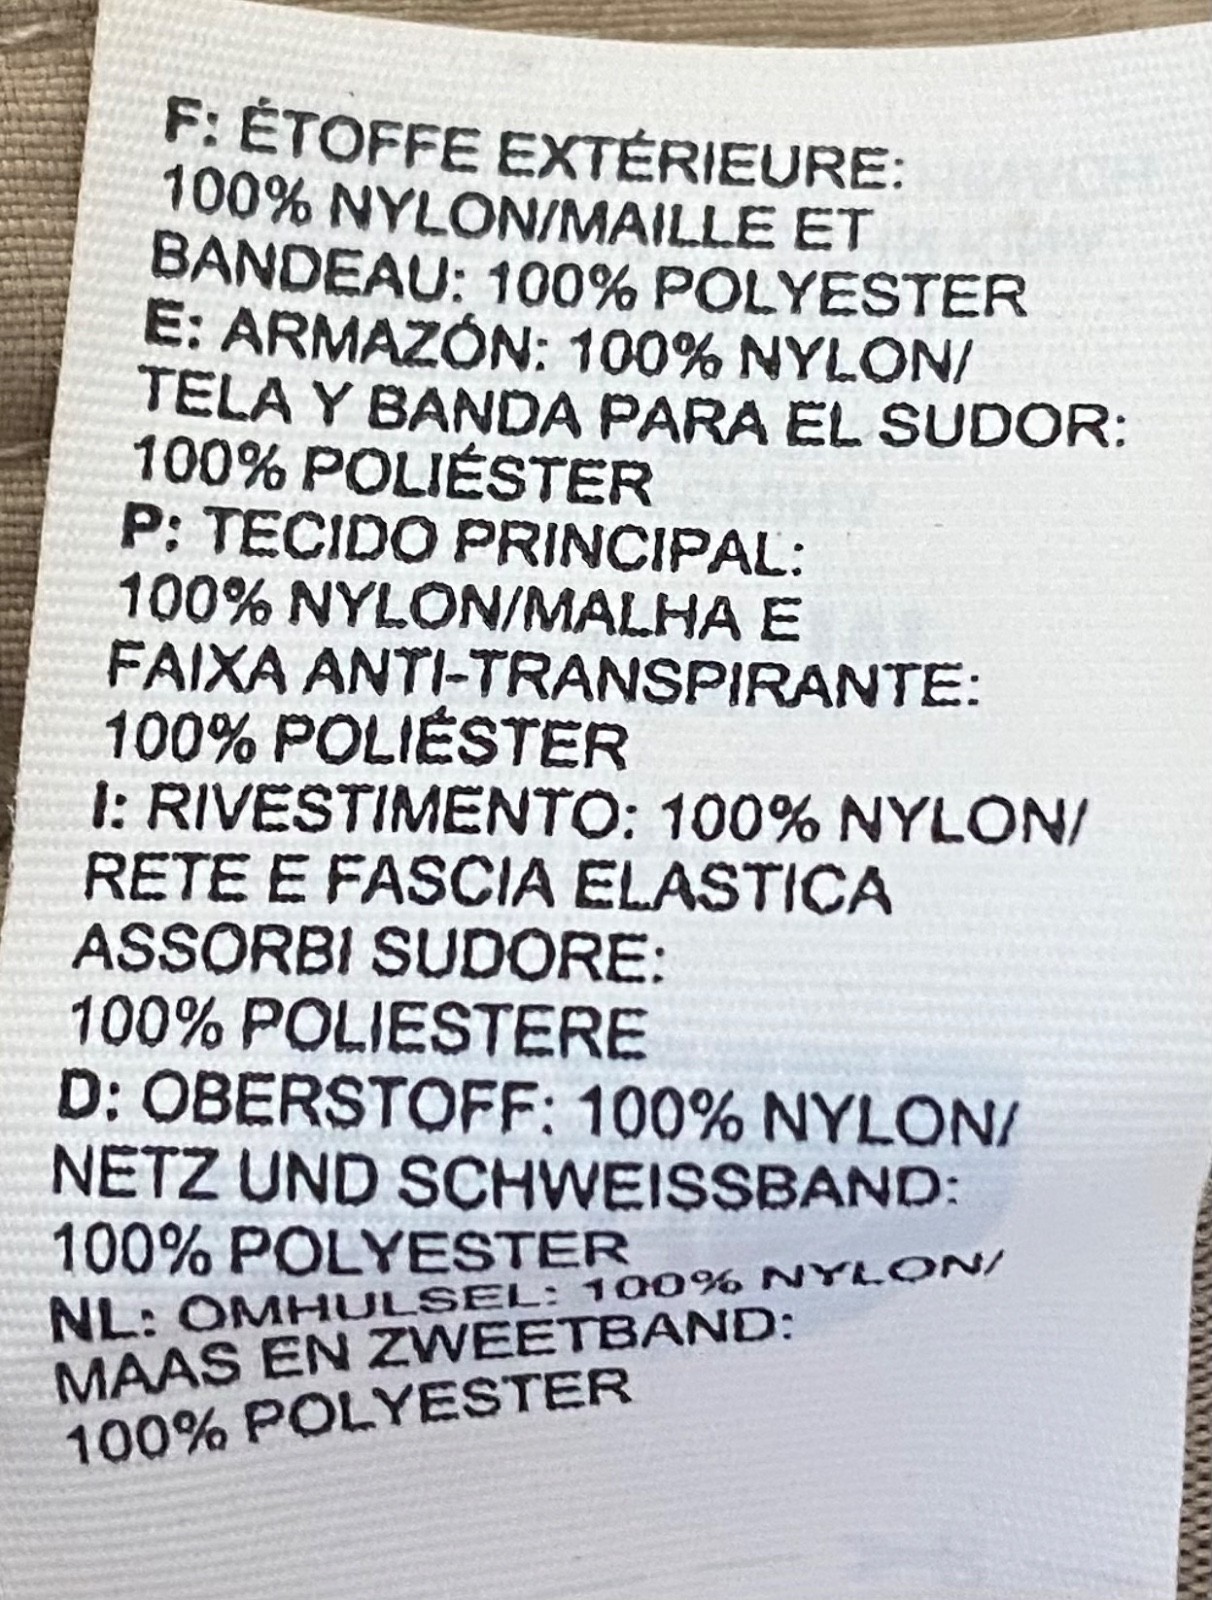 F: ÉTOFFE EXTÉRIEURE:
100% NYLON/MAILLE ET
BANDEAU: 100% POLYESTER
E: ARMAZÓN: 100% NYLON/
TELA Y BANDA PARA EL SUDOR:
100% POLIÉSTER
P: TECIDO PRINCIPAL:
100% NYLON/MALHA E
FAIXA ANTI-TRANSPIRANTE:
100% POLIÉSTER
I: RIVESTIMENTO: 100% NYLON/
RETE E FASCIA ELASTICA
ASSORBI SUDORE:
100% POLIESTERE
D: OBERSTOFF: 100% NYLON/
NETZ UND SCHWEISSBAND:
100% POLYESTER
NL: OMHULSEL: 100% NYLON/
MAAS EN ZWEETBAND:
100% POLYESTER